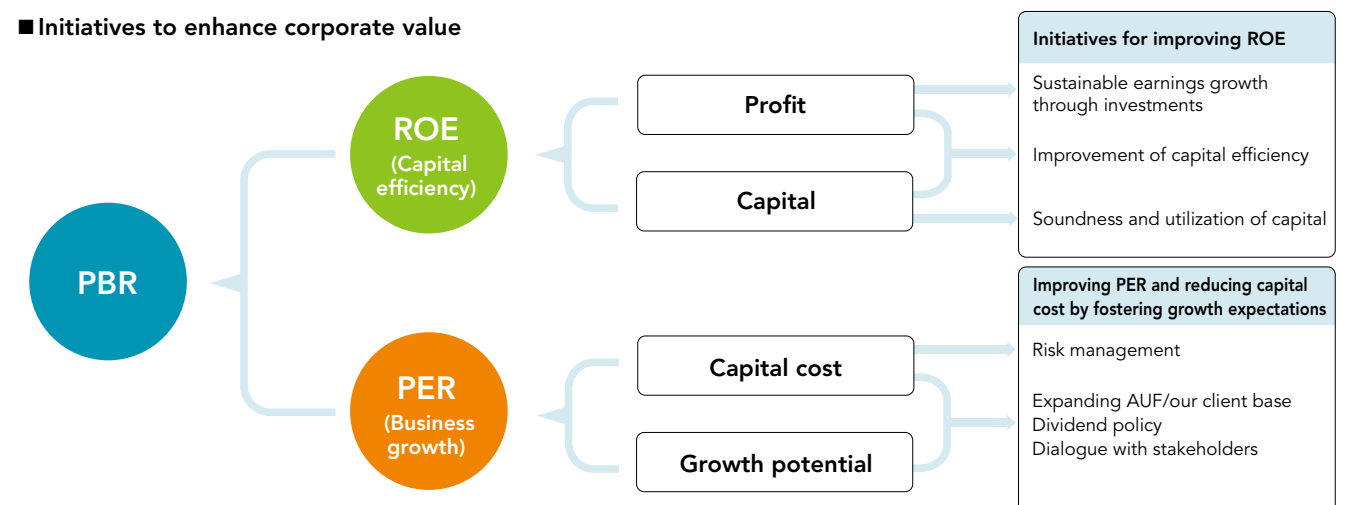 ■Initiatives to enhance corporate value
PBR
ROE
(Capital
efficiency)
PER
(Business
growth)
Profit
Capital
Capital cost
Growth potential
Initiatives for improving ROE
Sustainable earnings growth
through investments
Improvement of capital efficiency
Soundness and utilization of capital
Improving PER and reducing capital
cost by fostering growth expectations
Risk management
Expanding AUF/our client base
Dividend policy
Dialogue with stakeholders